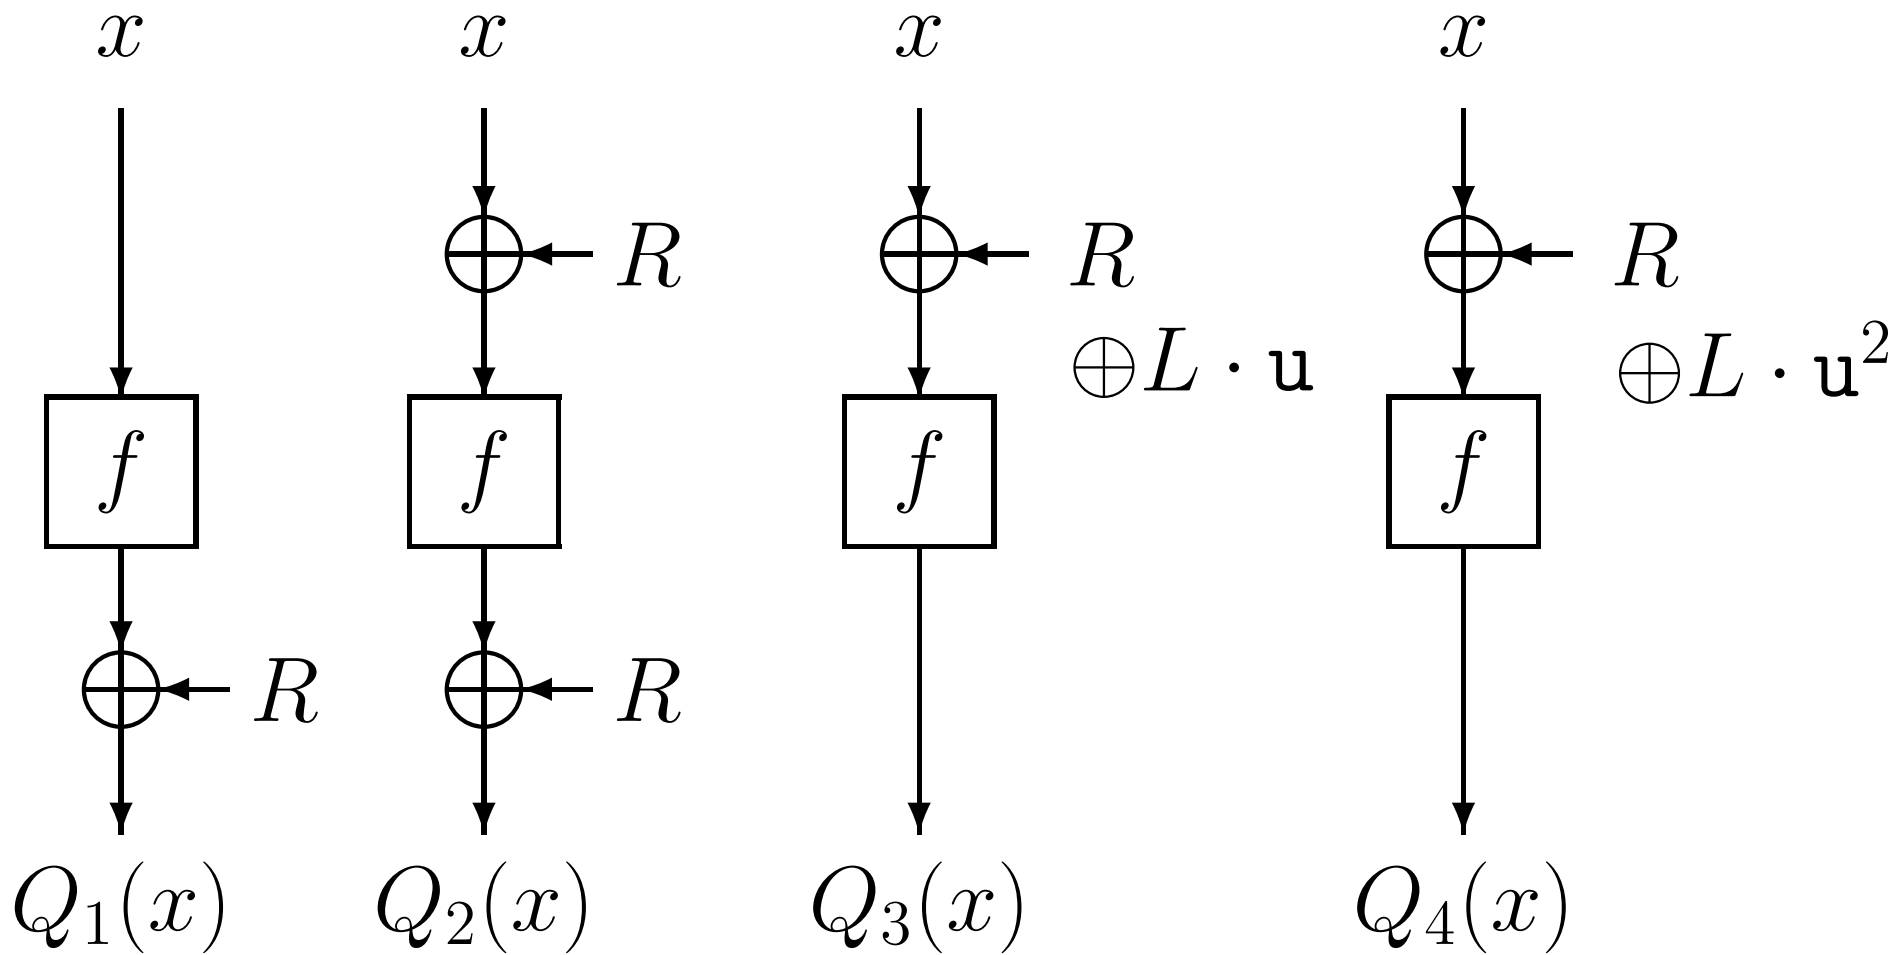 x x x x
R R R
⊕L · u ⊕L · u²
f f f f
R R
Q₁(x) Q₂(x) Q₃(x) Q₄(x)